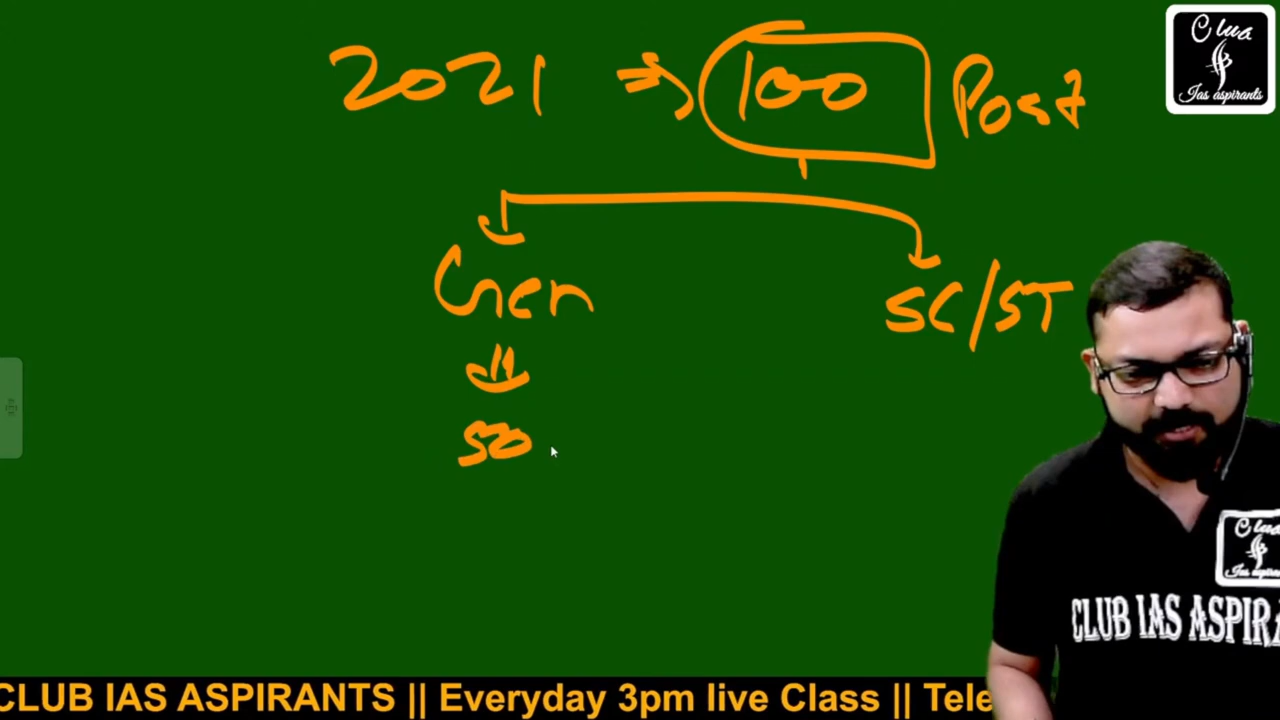 2021 ⇒ 100 Post
Gen SC/ST
50
Club
Ias aspirants
Club
CLUB IAS ASPIRA
CLUB IAS ASPIRANTS || Everyday 3pm live Class || Tele